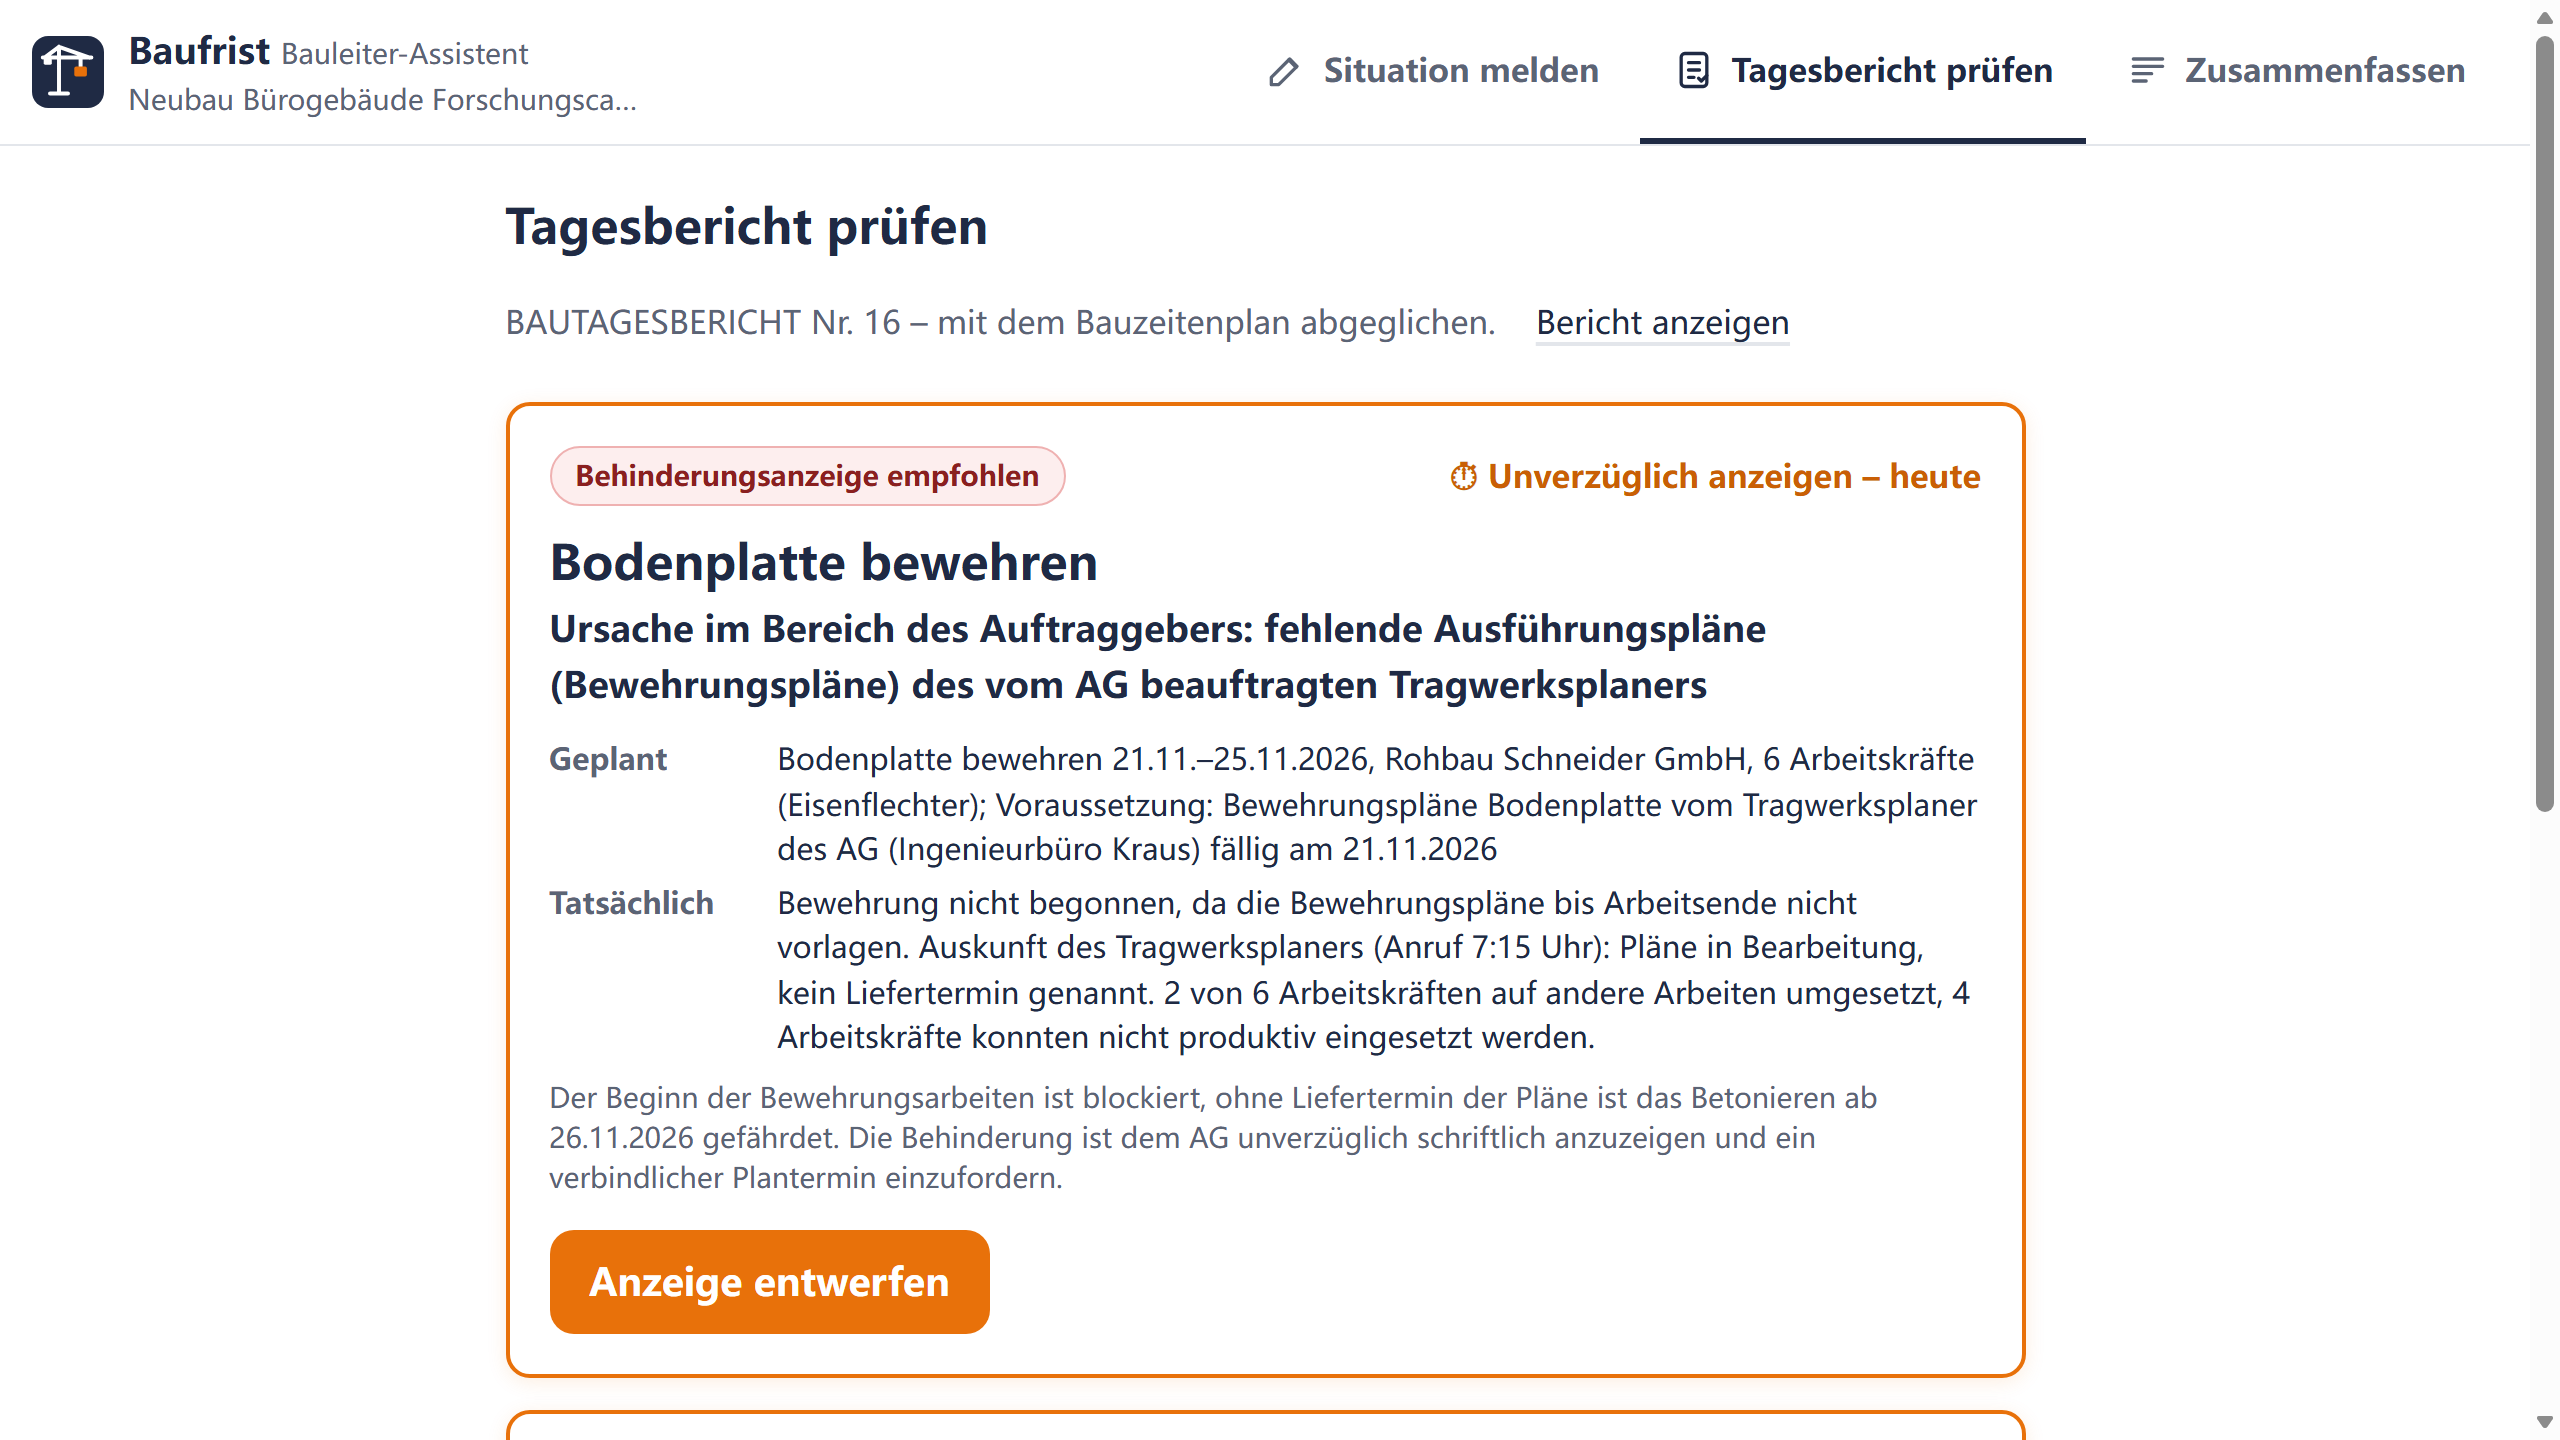 Baufrist Bauleiter-Assistent
Neubau Bürogebäude Forschungsca...
Situation melden
Tagesbericht prüfen
Zusammenfassen
Tagesbericht prüfen
BAUTAGESBERICHT Nr. 16 – mit dem Bauzeitenplan abgeglichen. Bericht anzeigen
Behinderungsanzeige empfohlen
⏱ Unverzüglich anzeigen – heute
Bodenplatte bewehren
Ursache im Bereich des Auftraggebers: fehlende Ausführungspläne
(Bewehrungspläne) des vom AG beauftragten Tragwerksplaners
Geplant
Bodenplatte bewehren 21.11.–25.11.2026, Rohbau Schneider GmbH, 6 Arbeitskräfte
(Eisenflechter); Voraussetzung: Bewehrungspläne Bodenplatte vom Tragwerksplaner
des AG (Ingenieurbüro Kraus) fällig am 21.11.2026
Tatsächlich
Bewehrung nicht begonnen, da die Bewehrungspläne bis Arbeitsende nicht
vorlagen. Auskunft des Tragwerksplaners (Anruf 7:15 Uhr): Pläne in Bearbeitung,
kein Liefertermin genannt. 2 von 6 Arbeitskräften auf andere Arbeiten umgesetzt, 4
Arbeitskräfte konnten nicht produktiv eingesetzt werden.
Der Beginn der Bewehrungsarbeiten ist blockiert, ohne Liefertermin der Pläne ist das Betonieren ab
26.11.2026 gefährdet. Die Behinderung ist dem AG unverzüglich schriftlich anzuzeigen und ein
verbindlicher Plantermin einzufordern.
Anzeige entwerfen